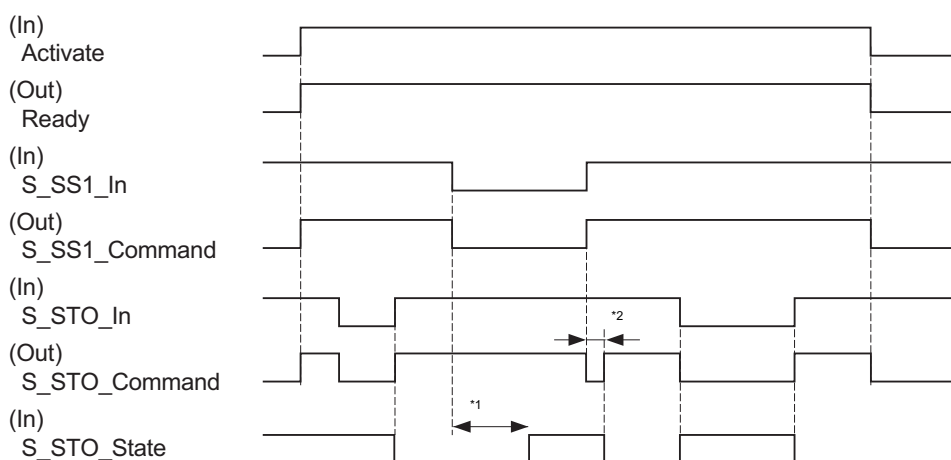 (In)
Activate
(Out)
Ready
(In)
S_SS1_In
(Out)
S_SS1_Command
(In)
S_STO_In
*2
(Out)
S_STO_Command
(In)
*1
S_STO_State